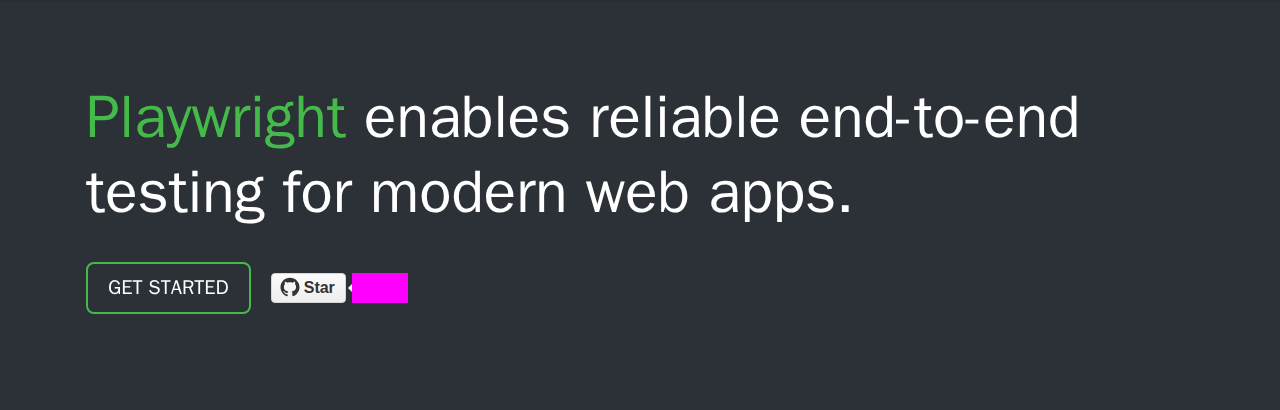 Playwright enables reliable end-to-end
testing for modern web apps.
GET STARTED
Star